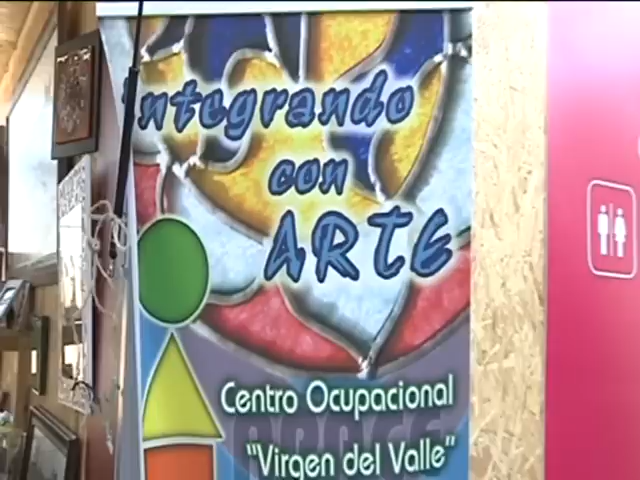 Integrando
con
ARTE
Centro Ocupacional
"Virgen del Valle"